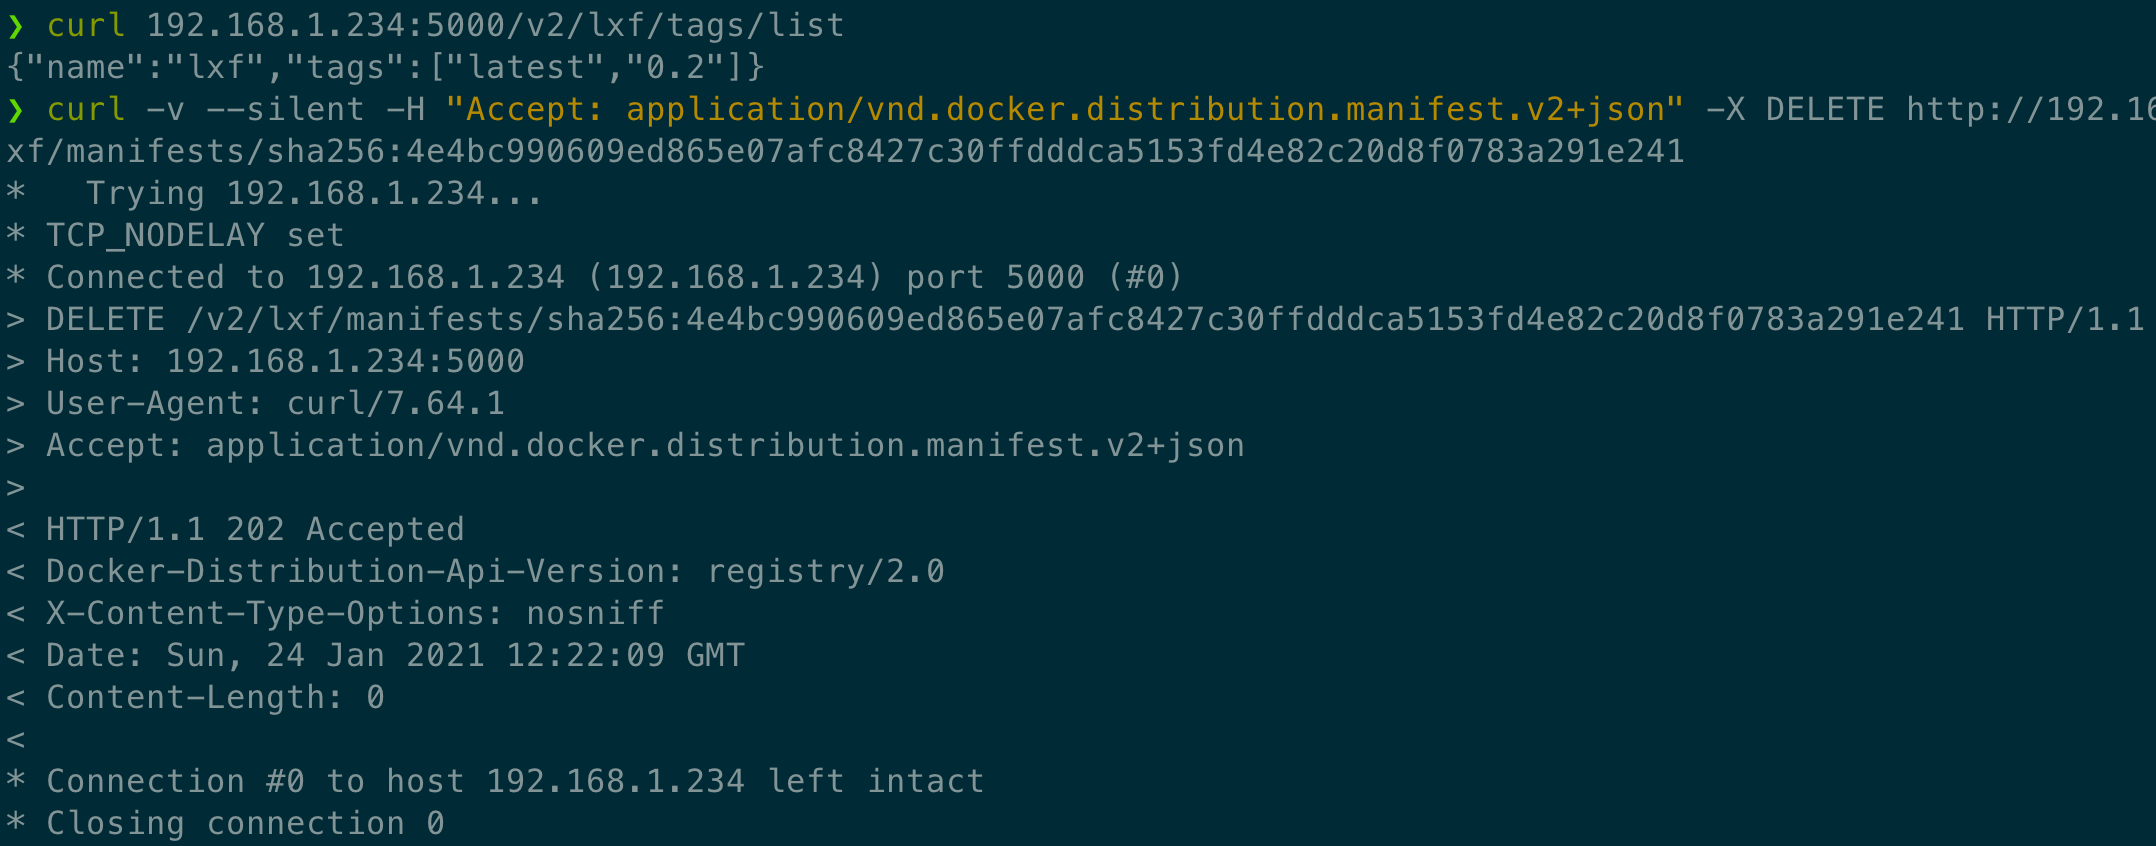 ❯ curl 192.168.1.234:5000/v2/lxf/tags/list
{"name":"lxf","tags":["latest","0.2"]}
❯ curl -v --silent -H "Accept: application/vnd.docker.distribution.manifest.v2+json" -X DELETE http://192.16
xf/manifests/sha256:4e4bc990609ed865e07afc8427c30ffdddca5153fd4e82c20d8f0783a291e241
*   Trying 192.168.1.234...
* TCP_NODELAY set
* Connected to 192.168.1.234 (192.168.1.234) port 5000 (#0)
> DELETE /v2/lxf/manifests/sha256:4e4bc990609ed865e07afc8427c30ffdddca5153fd4e82c20d8f0783a291e241 HTTP/1.1
> Host: 192.168.1.234:5000
> User-Agent: curl/7.64.1
> Accept: application/vnd.docker.distribution.manifest.v2+json
>
< HTTP/1.1 202 Accepted
< Docker-Distribution-Api-Version: registry/2.0
< X-Content-Type-Options: nosniff
< Date: Sun, 24 Jan 2021 12:22:09 GMT
< Content-Length: 0
<
* Connection #0 to host 192.168.1.234 left intact
* Closing connection 0